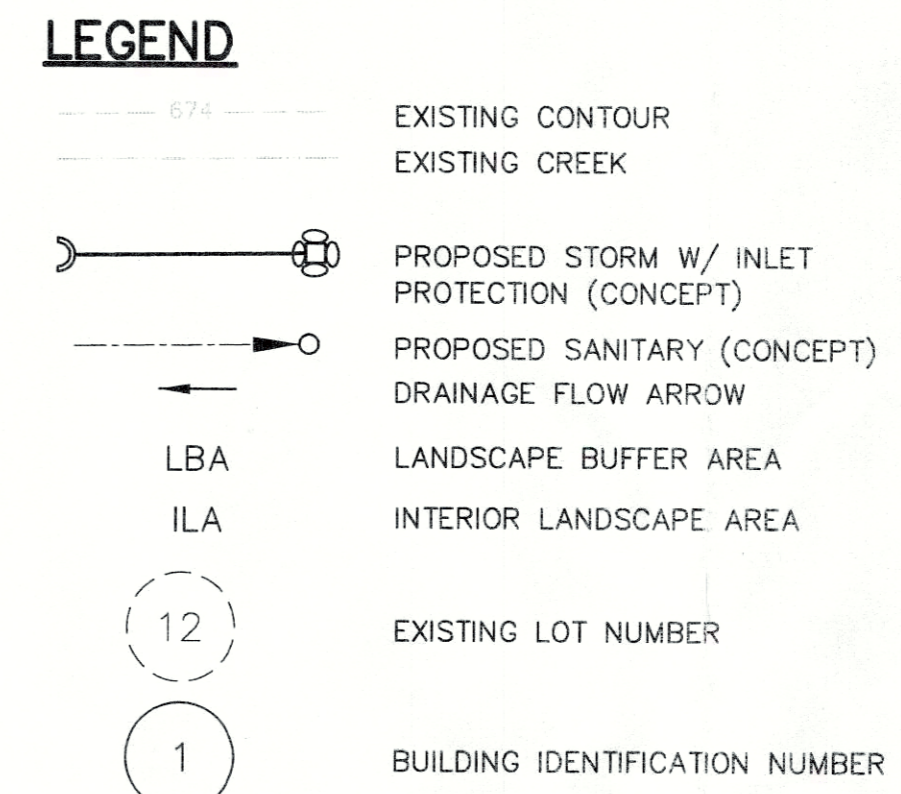 LEGEND
674 EXISTING CONTOUR
EXISTING CREEK
PROPOSED STORM W/ INLET
PROTECTION (CONCEPT)
PROPOSED SANITARY (CONCEPT)
DRAINAGE FLOW ARROW
LBA LANDSCAPE BUFFER AREA
ILA INTERIOR LANDSCAPE AREA
12 EXISTING LOT NUMBER
1 BUILDING IDENTIFICATION NUMBER